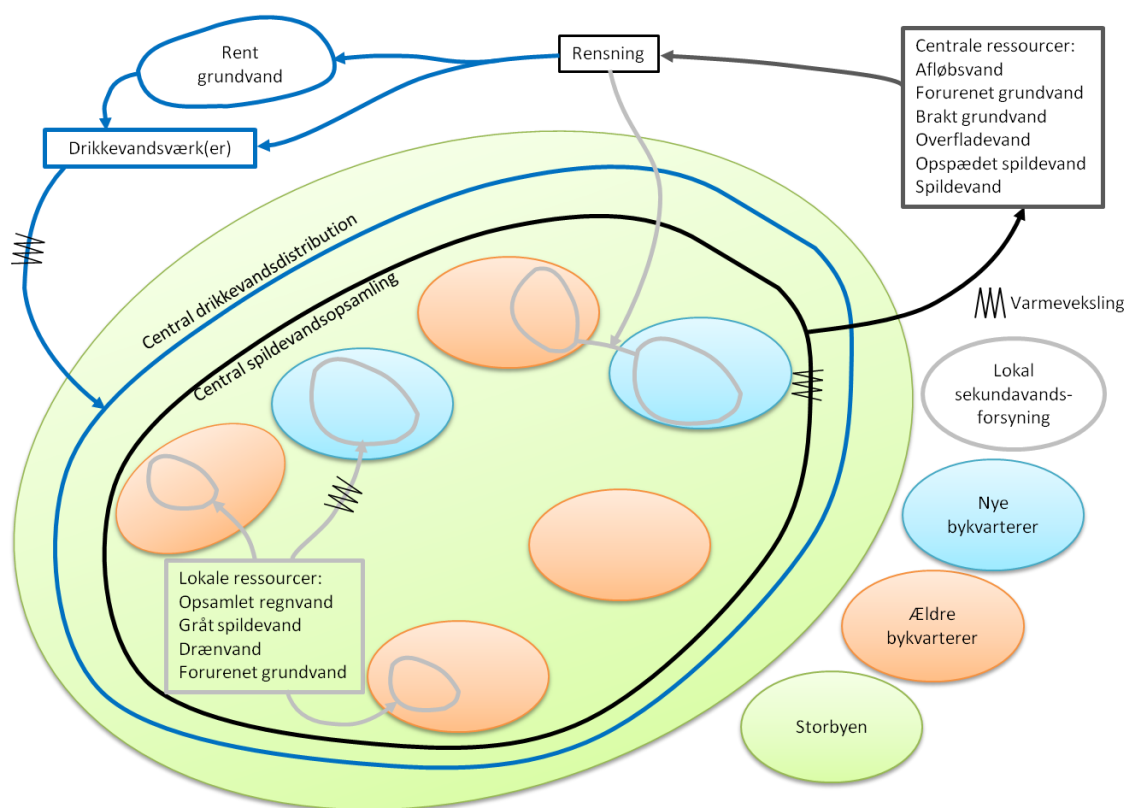 Rent
grundvand
Rensning
Drikkevandsværk(er)
Centrale ressourcer:
Afløbsvand
Forurenet grundvand
Brakt grundvand
Overfladevand
Opspædet spildevand
Spildevand
Central drikkevandsdistribution
Central spildevandsopsamling
Varmeveksling
Lokal
sekundavands-
forsyning
Nye
bykvarterer
Ældre
bykvarterer
Storbyen
Lokale ressourcer:
Opsamlet regnvand
Gråt spildevand
Drænvand
Forurenet grundvand